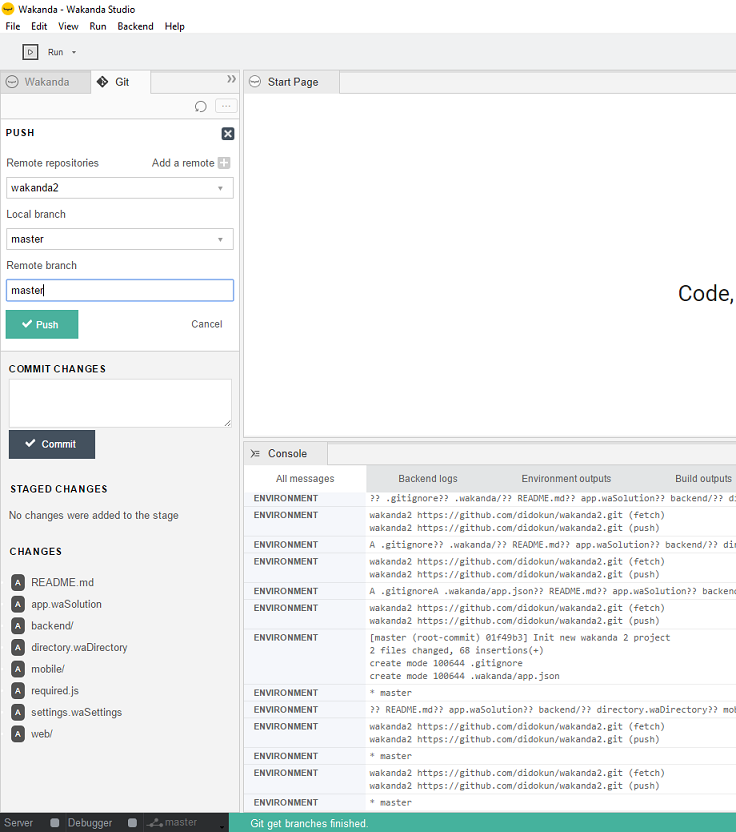 Wakanda - Wakanda Studio
File Edit View Run Backend Help
Run
Wakanda Git
PUSH
Remote repositories Add a remote
wakanda2
Local branch
master
Remote branch
master
Push Cancel
COMMIT CHANGES
Commit
STAGED CHANGES
No changes were added to the stage
CHANGES
A README.md
A app.waSolution
A backend/
A directory.waDirectory
A mobile/
A required.js
A settings.waSettings
A web/
Start Page
Code,
Console
All messages Backend logs Environment outputs Build outputs
ENVIRONMENT ?? .gitignore?? .wakanda/?? README.md?? app.waSolution?? backend/?? di
ENVIRONMENT wakanda2 https://github.com/didokun/wakanda2.git (fetch)
wakanda2 https://github.com/didokun/wakanda2.git (push)
ENVIRONMENT A .gitignore?? .wakanda/?? README.md?? app.waSolution?? backend/?? dir
ENVIRONMENT wakanda2 https://github.com/didokun/wakanda2.git (fetch)
wakanda2 https://github.com/didokun/wakanda2.git (push)
ENVIRONMENT A .gitignoreA .wakanda/app.json?? README.md?? app.waSolution?? backend
ENVIRONMENT wakanda2 https://github.com/didokun/wakanda2.git (fetch)
wakanda2 https://github.com/didokun/wakanda2.git (push)
ENVIRONMENT [master (root-commit) 01f49b3] Init new wakanda 2 project
2 files changed, 68 insertions(+)
create mode 100644 .gitignore
create mode 100644 .wakanda/app.json
ENVIRONMENT * master
ENVIRONMENT ?? README.md?? app.waSolution?? backend/?? directory.waDirectory?? mob
ENVIRONMENT wakanda2 https://github.com/didokun/wakanda2.git (fetch)
wakanda2 https://github.com/didokun/wakanda2.git (push)
ENVIRONMENT * master
ENVIRONMENT wakanda2 https://github.com/didokun/wakanda2.git (fetch)
wakanda2 https://github.com/didokun/wakanda2.git (push)
ENVIRONMENT * master
Server Debugger master Git get branches finished.